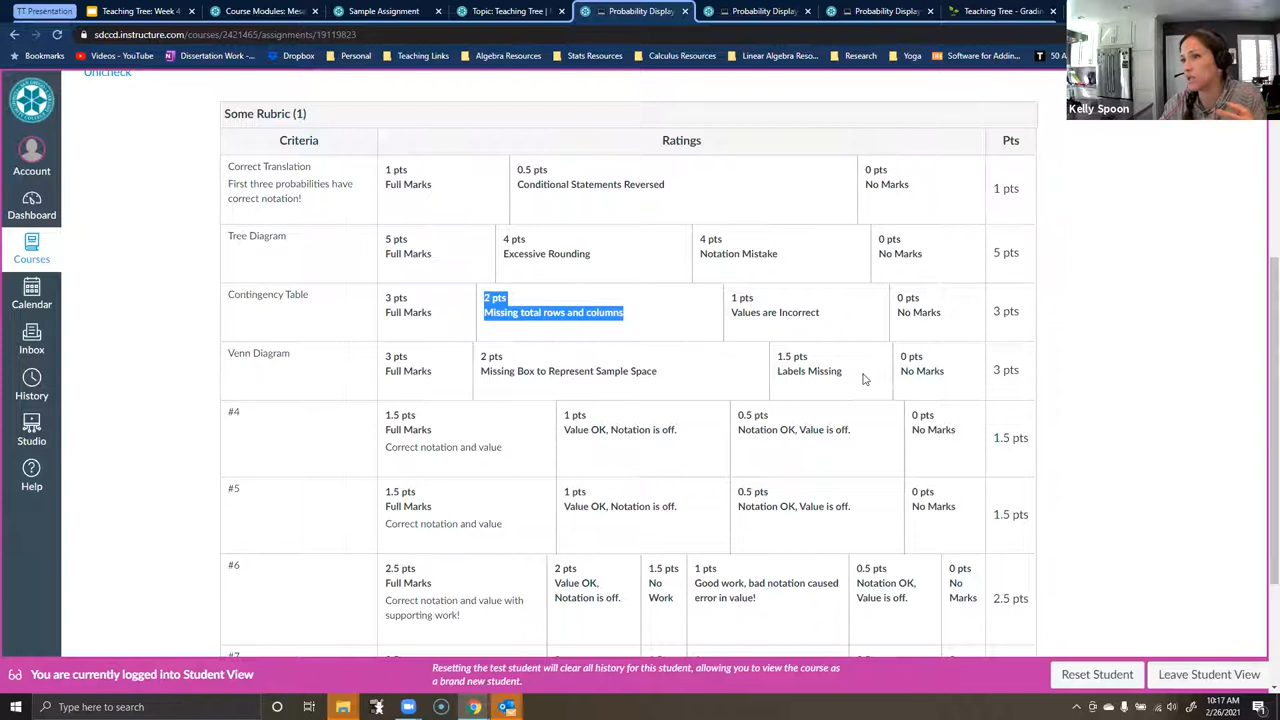 TT Presentation
Teaching Tree: Week 4
Course Modules: Mes
Sample Assignment
Topic: Teaching Tree |
Probability Display
Probability Display
Probability Display
Teaching Tree - Gradin
sdccd.instructure.com/courses/2421465/assignments/19119823
Bookmarks
Videos - YouTube
Dissertation Work -...
Dropbox
Personal
Teaching Links
Algebra Resources
Stats Resources
Calculus Resources
Linear Algebra Reso...
Research
Yoga
Software for Addin...
50 A
Kelly Spoon
Unicheck
Account
Dashboard
Courses
Calendar
Inbox
History
Studio
Help
Some Rubric (1)
Criteria
Ratings
Pts
Correct Translation
First three probabilities have
correct notation!
1 pts
Full Marks
0.5 pts
Conditional Statements Reversed
0 pts
No Marks
1 pts
Tree Diagram
5 pts
Full Marks
4 pts
Excessive Rounding
4 pts
Notation Mistake
0 pts
No Marks
5 pts
Contingency Table
3 pts
Full Marks
2 pts
Missing total rows and columns
1 pts
Values are Incorrect
0 pts
No Marks
3 pts
Venn Diagram
3 pts
Full Marks
2 pts
Missing Box to Represent Sample Space
1.5 pts
Labels Missing
0 pts
No Marks
3 pts
#4
1.5 pts
Full Marks
Correct notation and value
1 pts
Value OK, Notation is off.
0.5 pts
Notation OK, Value is off.
0 pts
No Marks
1.5 pts
#5
1.5 pts
Full Marks
Correct notation and value
1 pts
Value OK, Notation is off.
0.5 pts
Notation OK, Value is off.
0 pts
No Marks
1.5 pts
#6
2.5 pts
Full Marks
Correct notation and value with
supporting work!
2 pts
Value OK,
Notation is off.
1.5 pts
No
Work
1 pts
Good work, bad notation caused
error in value!
0.5 pts
Notation OK,
Value is off.
0 pts
No
Marks
2.5 pts
You are currently logged into Student View
Resetting the test student will clear all history for this student, allowing you to view the course as
a brand new student.
Reset Student
Leave Student View
Type here to search
10:17 AM
2/26/2021